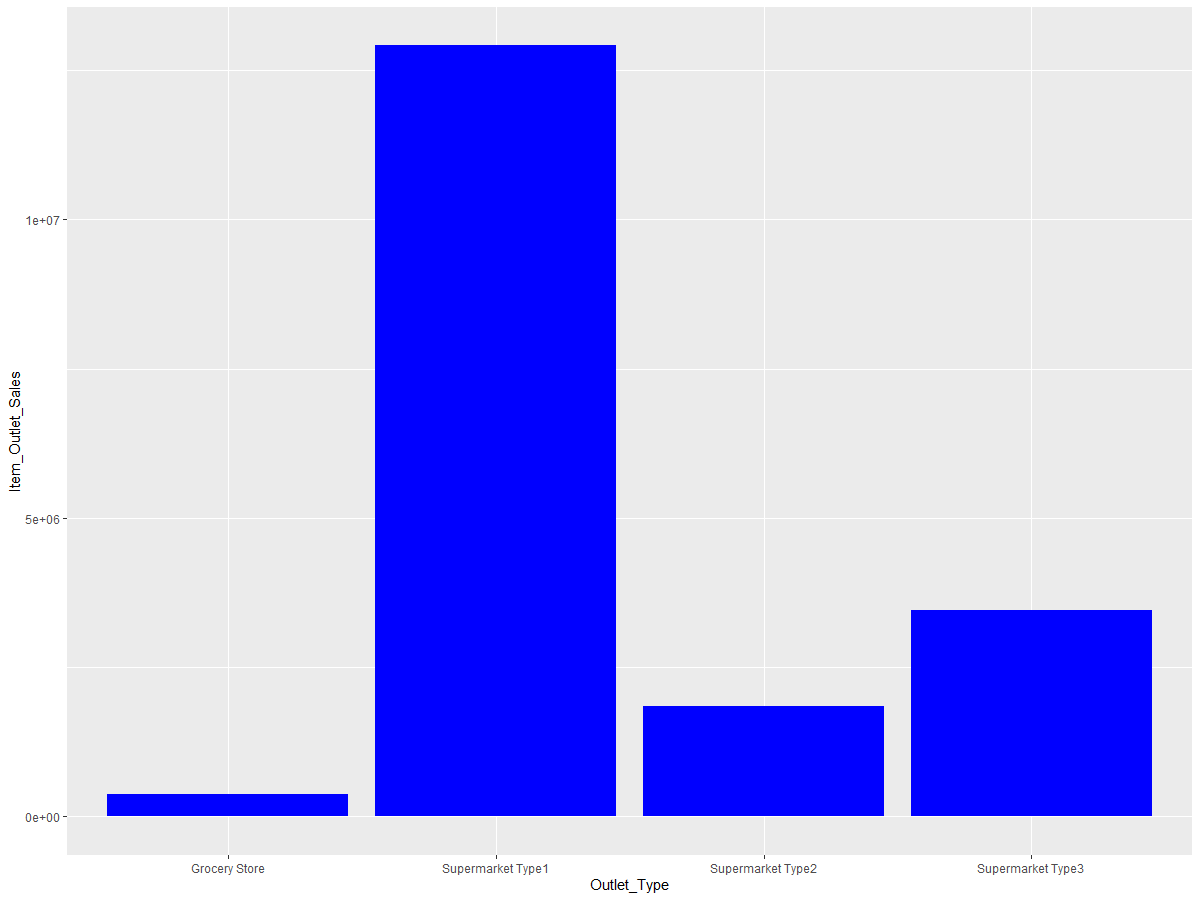 Item_Outlet_Sales
1e+07
5e+06
0e+00
Grocery Store Supermarket Type1 Supermarket Type2 Supermarket Type3
Outlet_Type